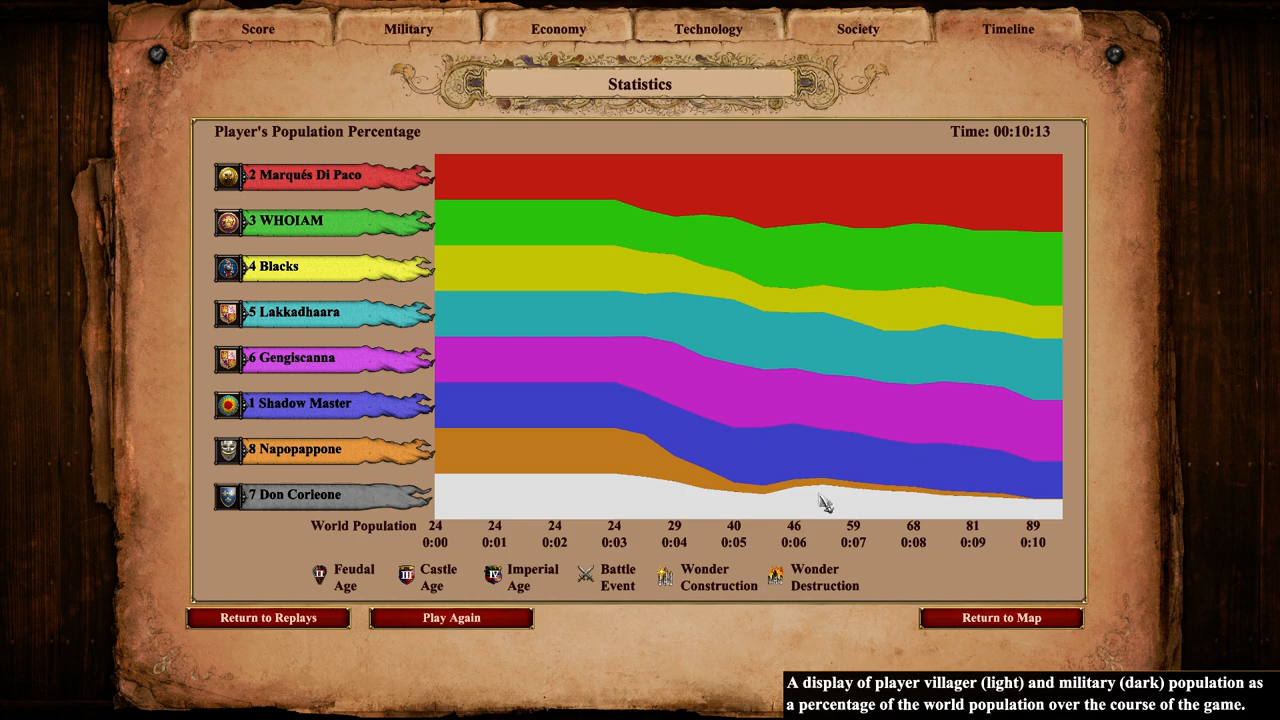 Score Military Economy Technology Society Timeline
Statistics
Player's Population Percentage Time: 00:10:13
2 Marqués Di Paco
3 WHOIAM
4 Blacks
5 Lakkadhaara
6 Gengiscanna
1 Shadow Master
8 Napopappone
7 Don Corleone
World Population 24 24 24 24 29 40 46 59 68 81 89
0:00 0:01 0:02 0:03 0:04 0:05 0:06 0:07 0:08 0:09 0:10
II Feudal Age
III Castle Age
IV Imperial Age
Battle Event
Wonder Construction
Wonder Destruction
Return to Replays Play Again Return to Map
A display of player villager (light) and military (dark) population as
a percentage of the world population over the course of the game.